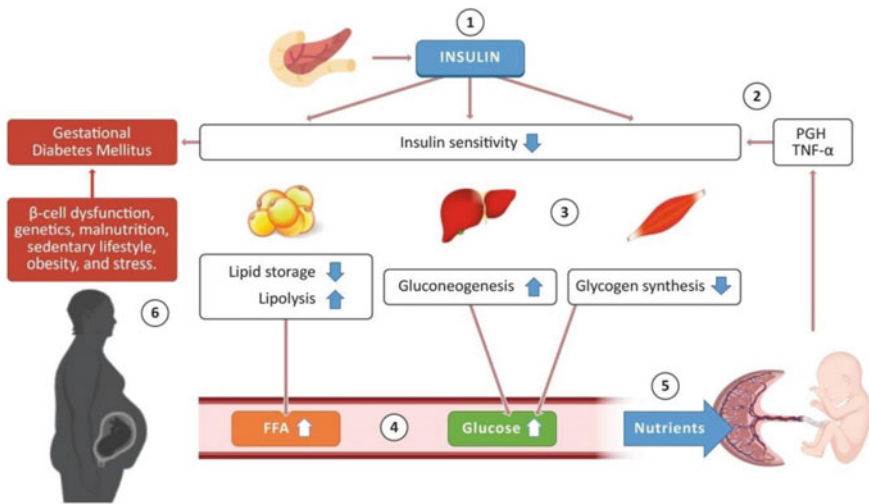 1
INSULIN
2
Gestational
Diabetes Mellitus
Insulin sensitivity
PGH
TNF-α
β-cell dysfunction,
genetics, malnutrition,
sedentary lifestyle,
obesity, and stress.
3
Lipid storage
Lipolysis
Gluconeogenesis
Glycogen synthesis
6
5
FFA
4
Glucose
Nutrients